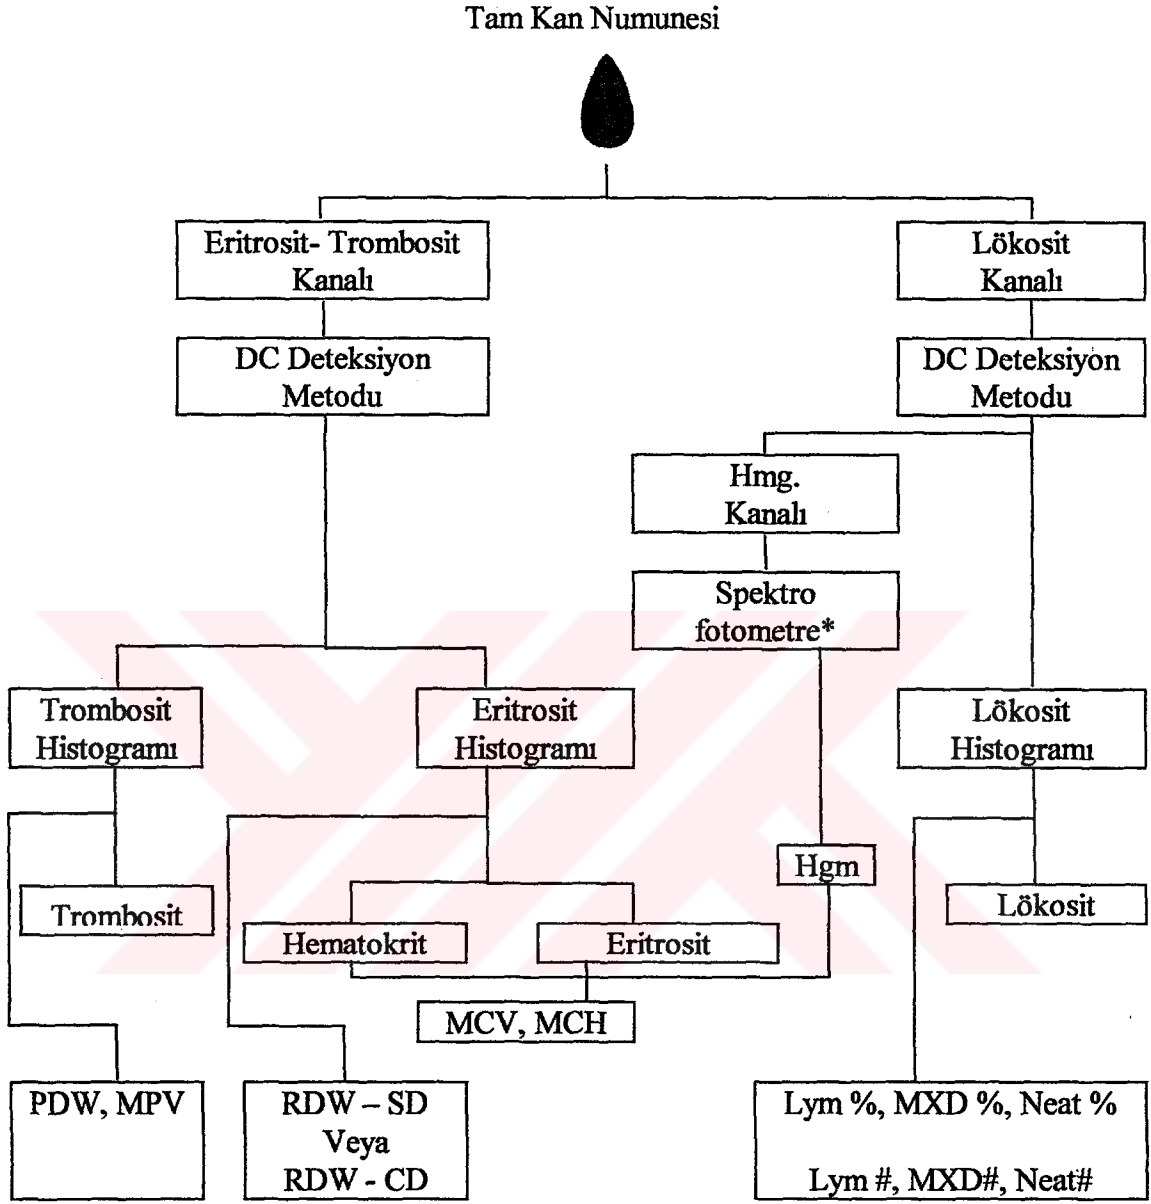 Tam Kan Numunesi
Eritrosit- Trombosit
Kanalı
Lökosit
Kanalı
DC Deteksiyon
Metodu
DC Deteksiyon
Metodu
Hmg.
Kanalı
Spektro
fotometre*
Trombosit
Histogramı
Eritrosit
Histogramı
Lökosit
Histogramı
Hgm
Trombosit
Lökosit
Hematokrit
Eritrosit
MCV, MCH
PDW, MPV
RDW – SD
Veya
RDW - CD
Lym %, MXD %, Neat %
Lym #, MXD#, Neat#